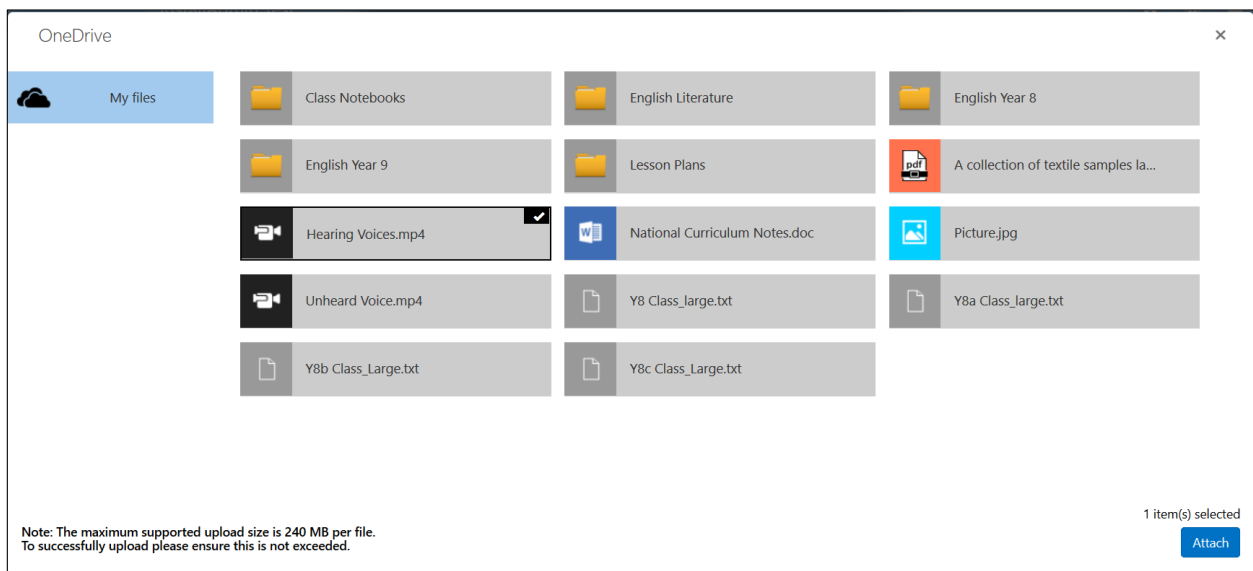 OneDrive
×
My files
Class Notebooks
English Literature
English Year 8
English Year 9
Lesson Plans
pdf
A collection of textile samples la...
Hearing Voices.mp4
W
National Curriculum Notes.doc
Picture.jpg
Unheard Voice.mp4
Y8 Class_large.txt
Y8a Class_large.txt
Y8b Class_Large.txt
Y8c Class_Large.txt
1 item(s) selected
Note: The maximum supported upload size is 240 MB per file.
To successfully upload please ensure this is not exceeded.
Attach